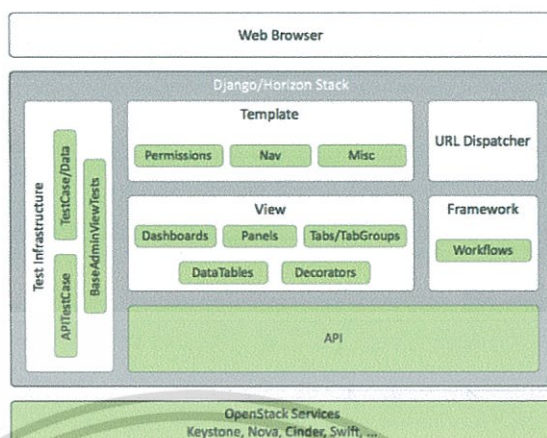 Web Browser
Django/Horizon Stack
Test Infrastructure
TestCase/Data
APITestCase
BaseAdminViewTests
Template
Permissions Nav Misc
URL Dispatcher
View
Dashboards Panels Tabs/TabGroups
DataTables Decorators
Framework
Workflows
API
OpenStack Services
Keystone, Nova, Cinder, Swift, ...